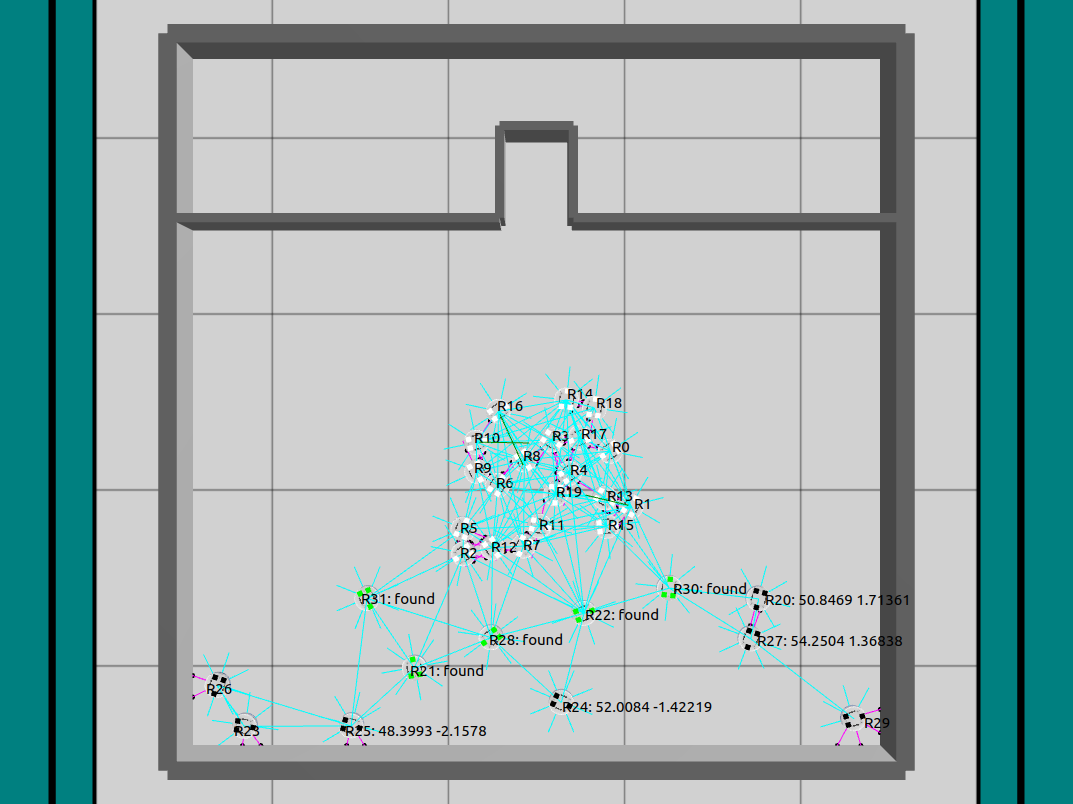 R14
R18
R16
R3
R17
R10
R0
R8
R9
R4
R6
R19
R13
R1
R5
R11
R15
R2
R12
R7
R30: found
R31: found
R20: 50.8469 1.71361
R22: found
R28: found
R27: 54.2504 1.36838
R21: found
R26
R24: 52.0084 -1.42219
R29
R23
R25: 48.3993 -2.1578